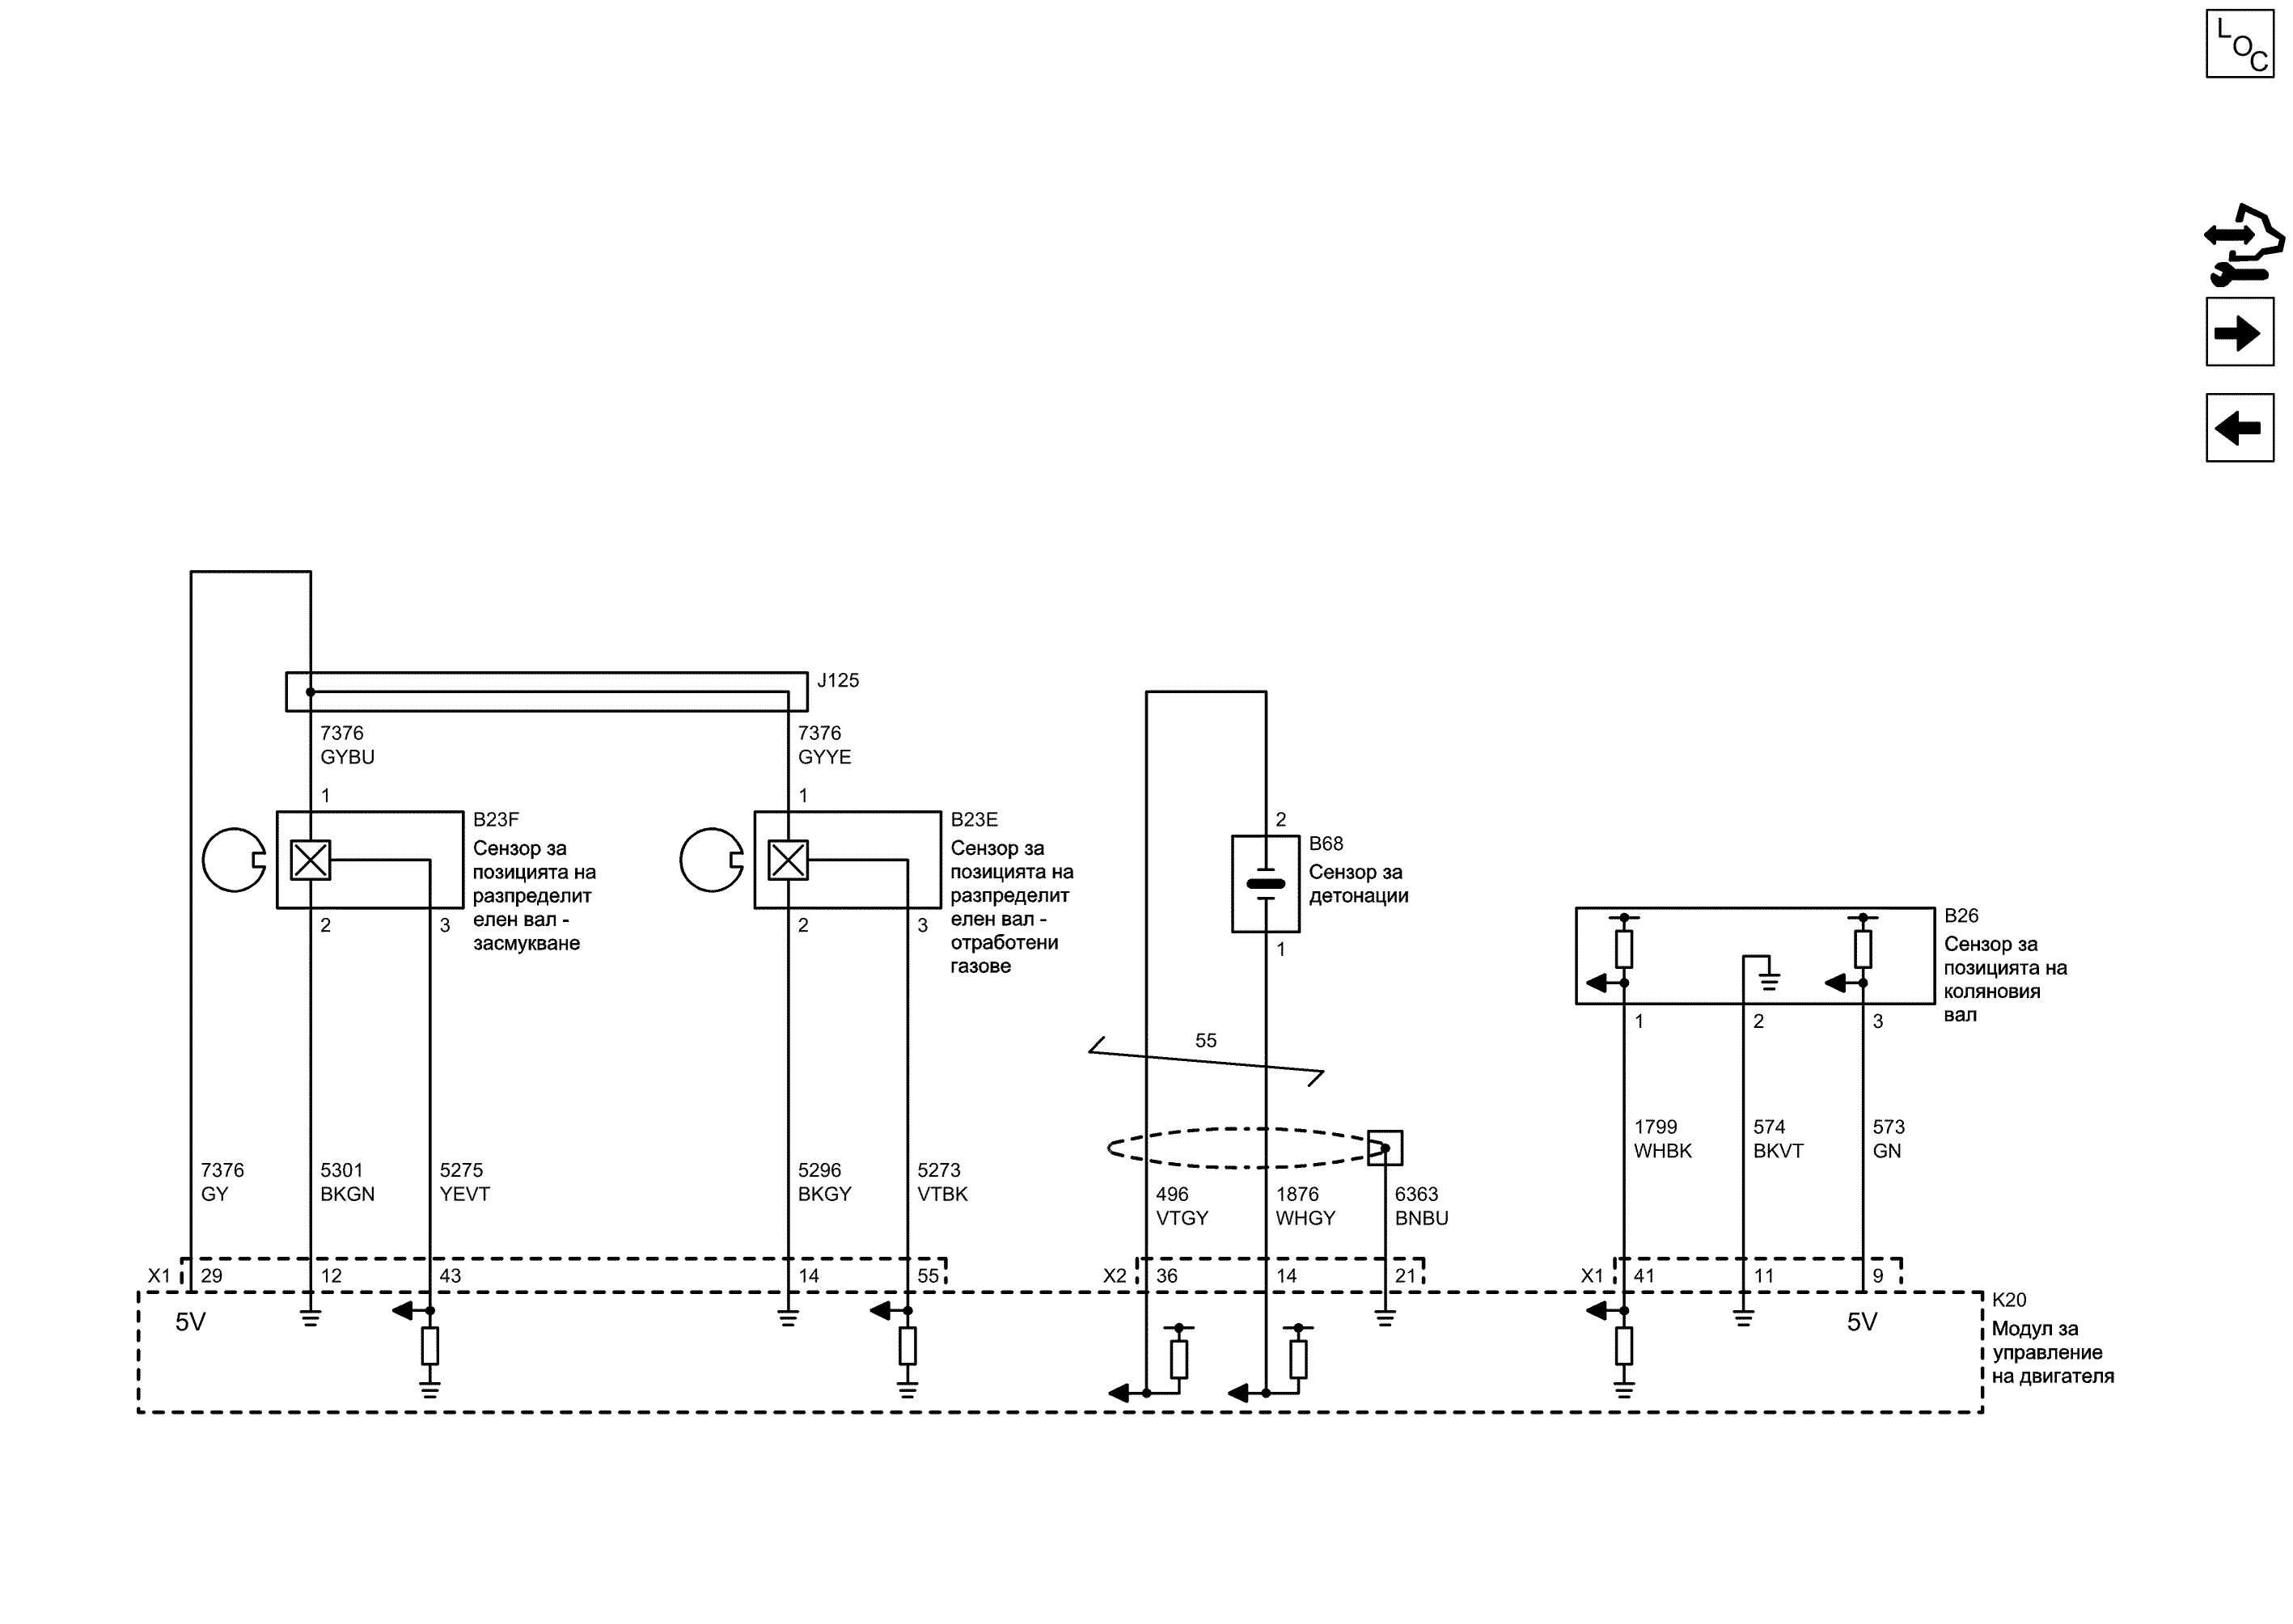 LOC
J125
7376
GYBU
7376
GYYE
1
1
2
B23F
Сензор за
позицията на
разпределит
елен вал -
засмукване
B23E
Сензор за
позицията на
разпределит
елен вал -
отработени
газове
B68
Сензор за
детонации
2
3
2
3
1
B26
Сензор за
позицията на
коляновия
вал
1
2
3
55
1799
WHBK
574
BKVT
573
GN
7376
GY
5301
BKGN
5275
YEVT
5296
BKGY
5273
VTBK
496
VTGY
1876
WHGY
6363
BNBU
X1
29
12
43
14
55
X2
36
14
21
X1
41
11
9
5V
5V
K20
Модул за
управление
на двигателя